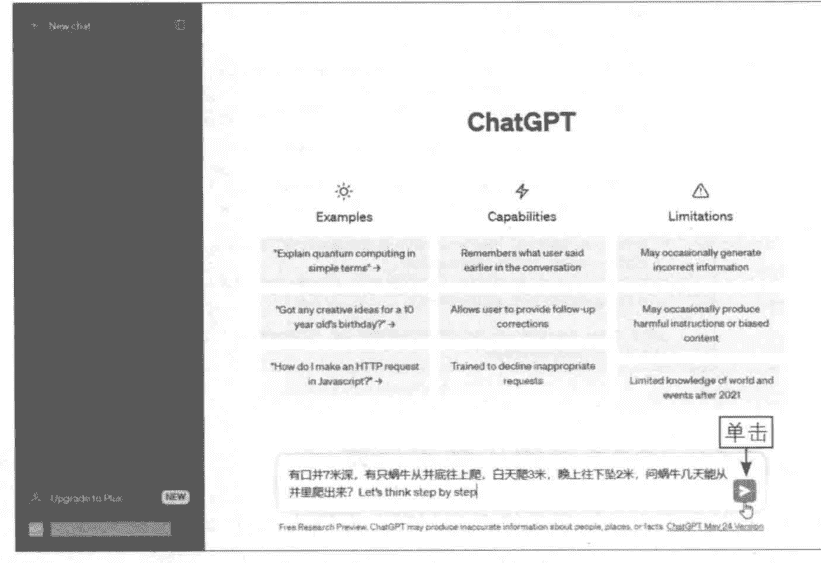 New chat
ChatGPT
Examples
Capabilities
Limitations
"Explain quantum computing in
simple terms" →
Remembers what user said
earlier in the conversation
May occasionally generate
incorrect information
"Got any creative ideas for a 10
year old's birthday?" →
Allows user to provide follow-up
corrections
May occasionally produce
harmful instructions or biased
content
"How do I make an HTTP request
in Javascript?" →
Trained to decline inappropriate
requests
Limited knowledge of world and
events after 2021
单击
有口井7米深，有只蜗牛从井底往上爬，白天爬3米，晚上往下坠2米，问蜗牛几天能从
井里爬出来？Let's think step by step
Upgrade to Plus
NEW
Free Research Preview. ChatGPT may produce inaccurate information about people, places, or facts. ChatGPT May 24 Version